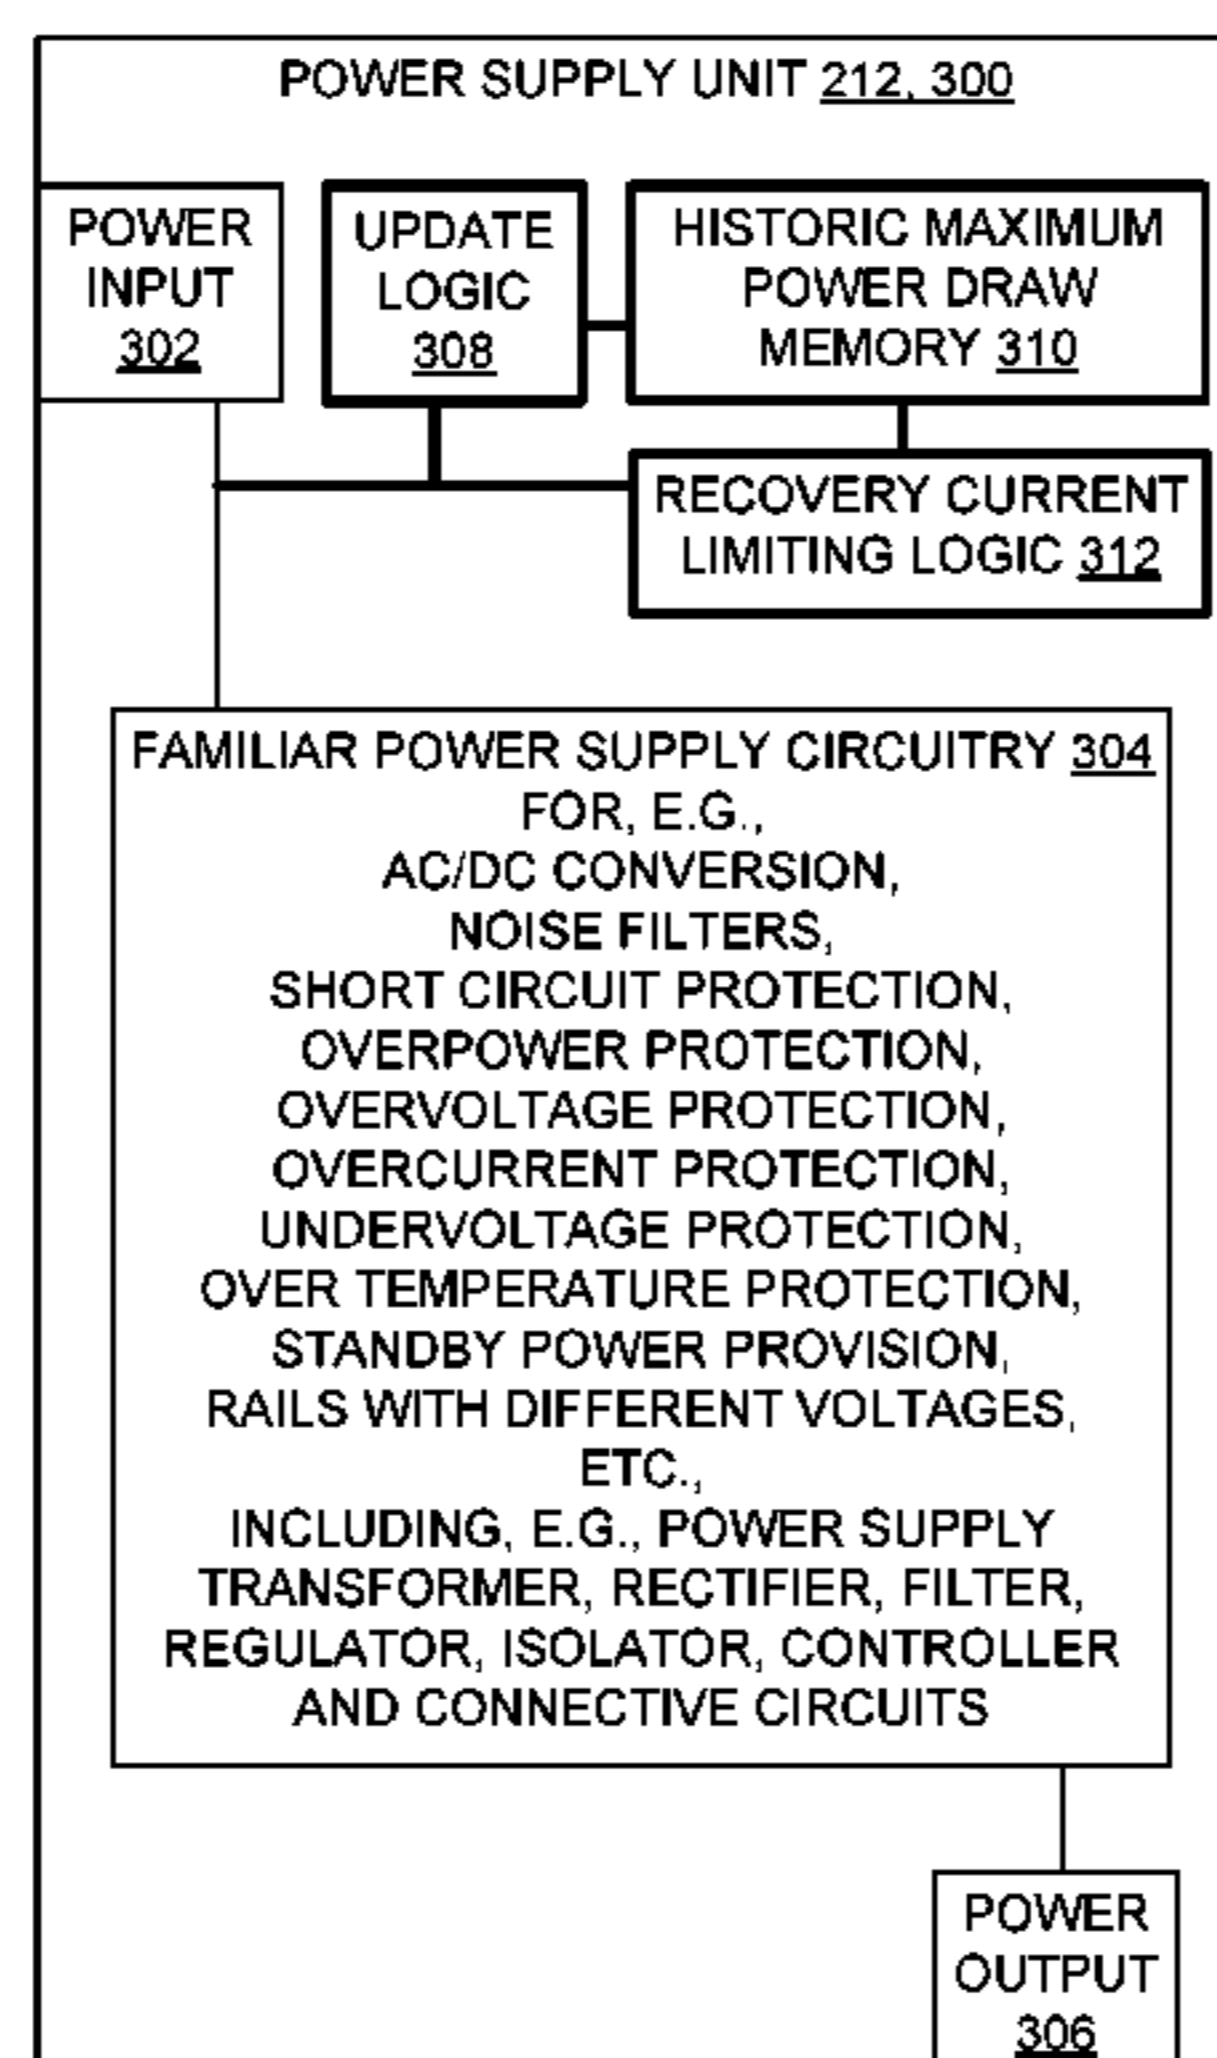 POWER SUPPLY UNIT 212, 300
POWER
INPUT
302
UPDATE
LOGIC
308
HISTORIC MAXIMUM
POWER DRAW
MEMORY 310
RECOVERY CURRENT
LIMITING LOGIC 312
FAMILIAR POWER SUPPLY CIRCUITRY 304
FOR, E.G.,
AC/DC CONVERSION,
NOISE FILTERS,
SHORT CIRCUIT PROTECTION,
OVERPOWER PROTECTION,
OVERVOLTAGE PROTECTION,
OVERCURRENT PROTECTION,
UNDERVOLTAGE PROTECTION,
OVER TEMPERATURE PROTECTION,
STANDBY POWER PROVISION,
RAILS WITH DIFFERENT VOLTAGES,
ETC.,
INCLUDING, E.G., POWER SUPPLY
TRANSFORMER, RECTIFIER, FILTER,
REGULATOR, ISOLATOR, CONTROLLER
AND CONNECTIVE CIRCUITS
POWER
OUTPUT
306